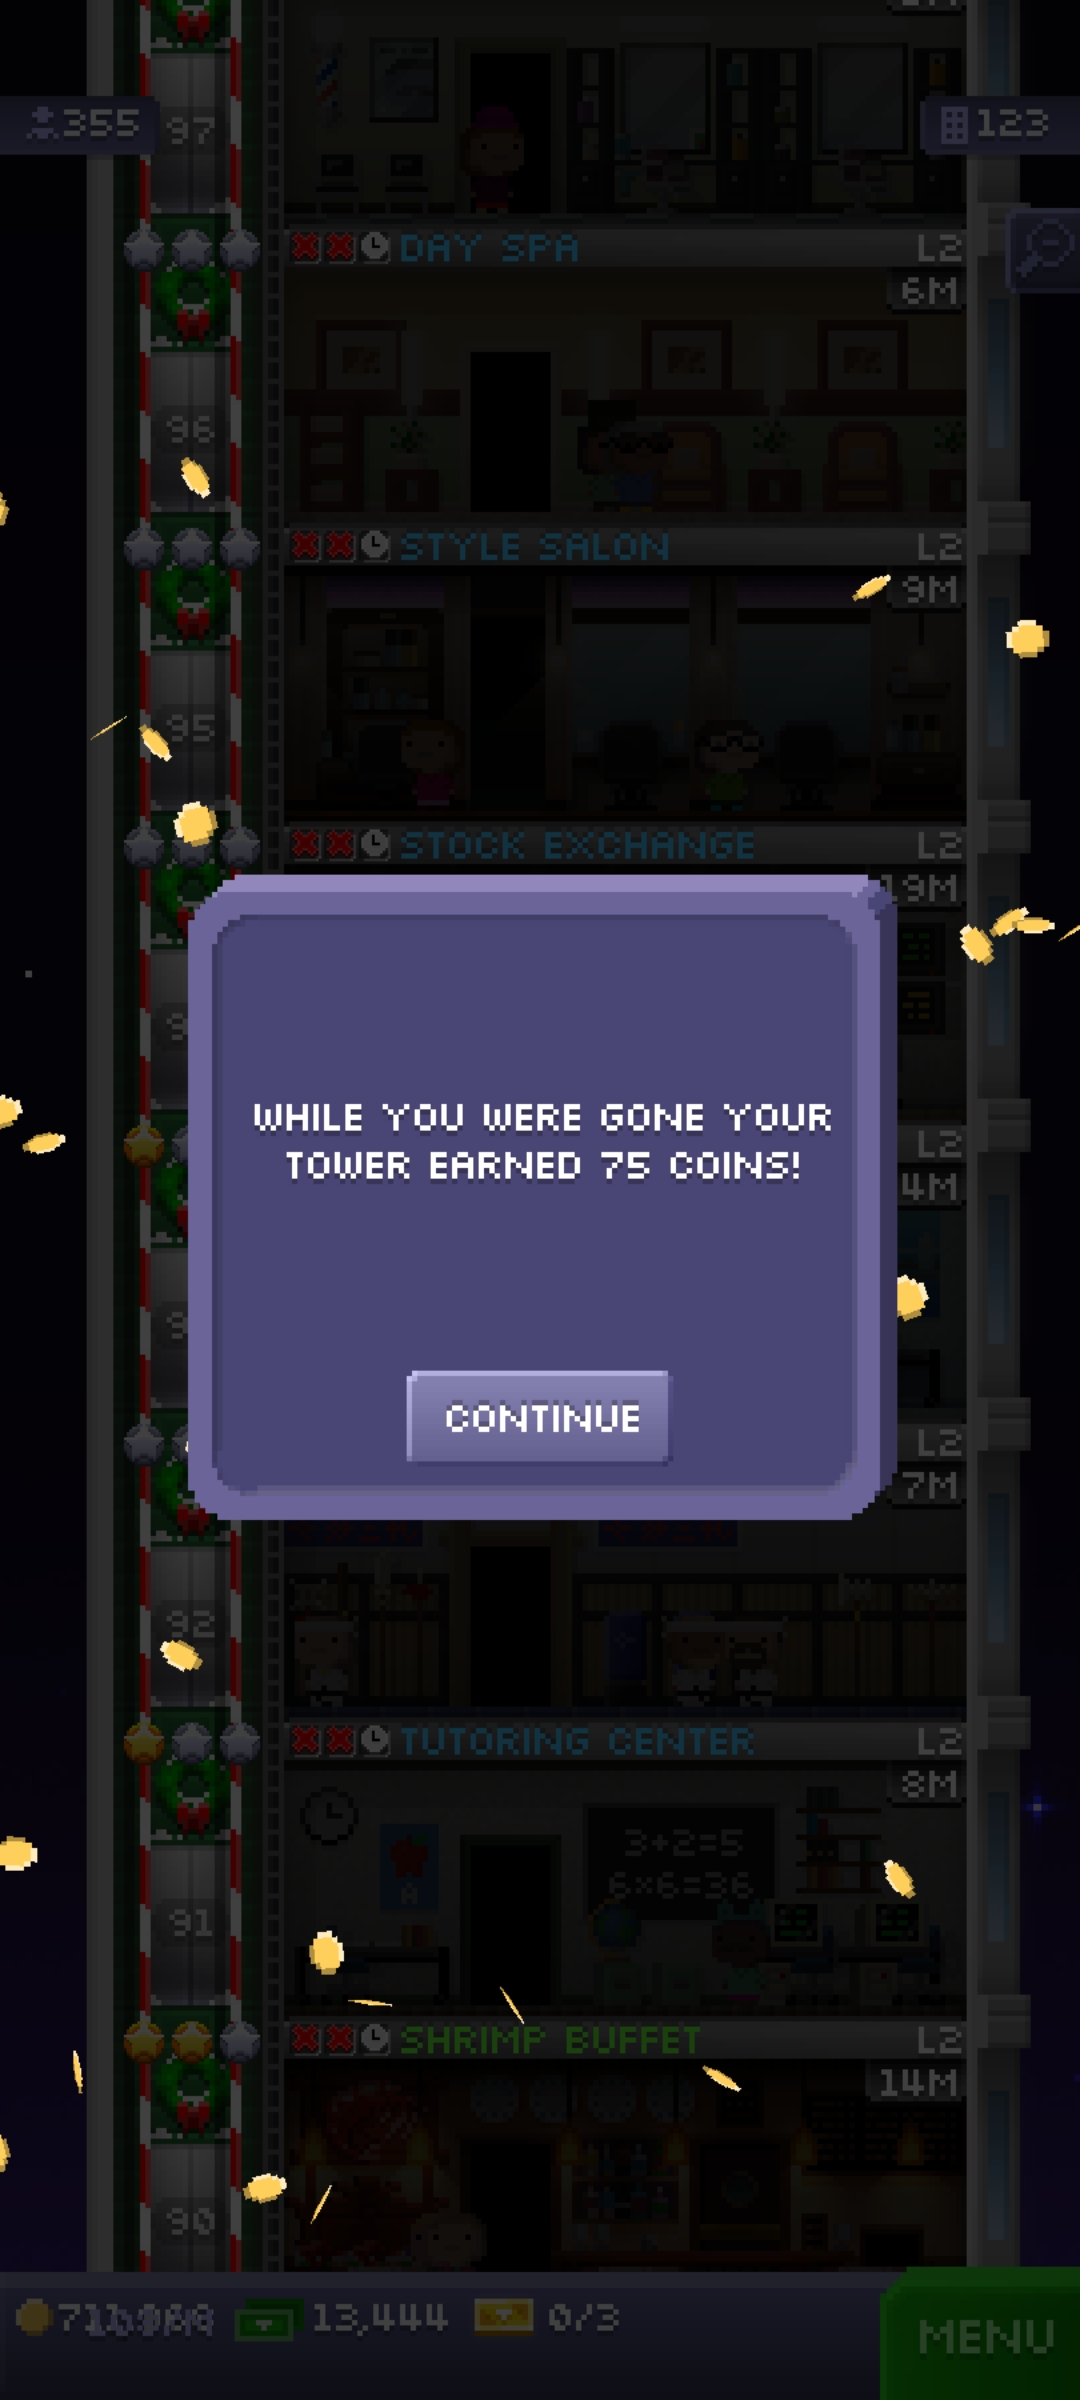 97
355
123
DAY SPA L2
6M
96
STYLE SALON L2
9M
95
STOCK EXCHANGE L2
19M
WHILE YOU WERE GONE YOUR
TOWER EARNED 75 COINS!
L2
4M
CONTINUE
L2
7M
92
TUTORING CENTER L2
8M
3+2=5
6×6=36
A
91
SHRIMP BUFFET L2
14M
90
13,444 0/3
MENU